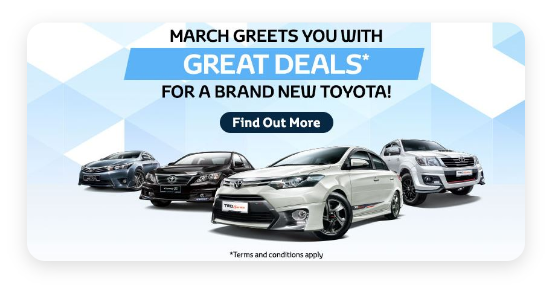 MARCH GREETS YOU WITH
GREAT DEALS*
FOR A BRAND NEW TOYOTA!
Find Out More
*Terms and conditions apply